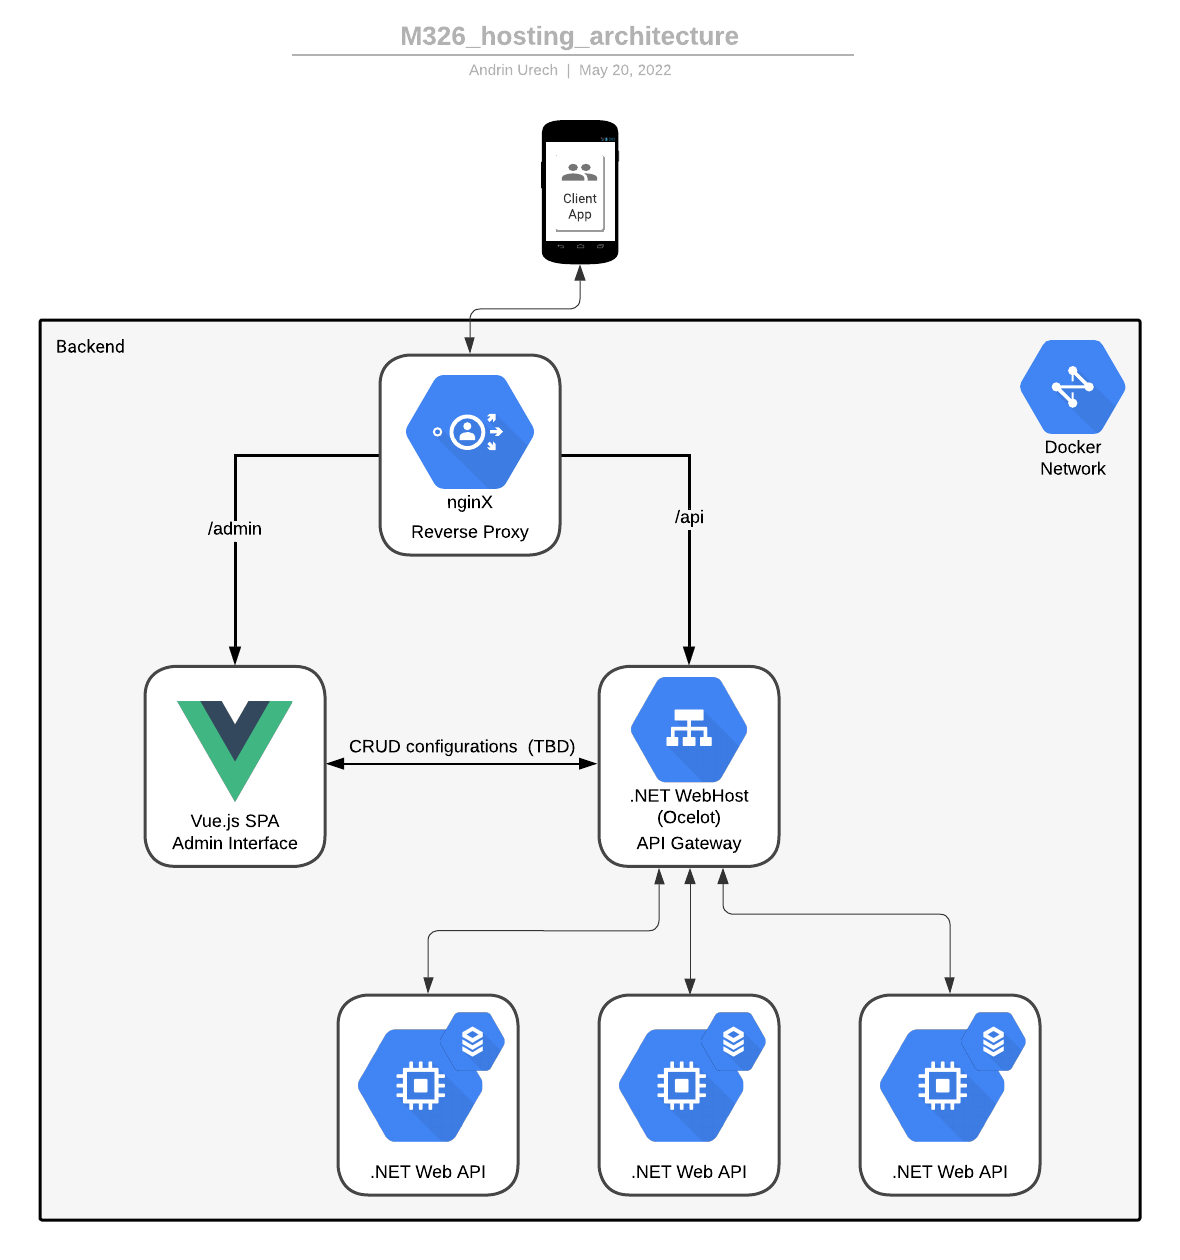 M326_hosting_architecture
Andrin Urech | May 20, 2022
Client
App
Backend
Docker
Network
nginX
Reverse Proxy
/admin
/api
CRUD configurations (TBD)
Vue.js SPA
Admin Interface
.NET WebHost
(Ocelot)
API Gateway
.NET Web API
.NET Web API
.NET Web API